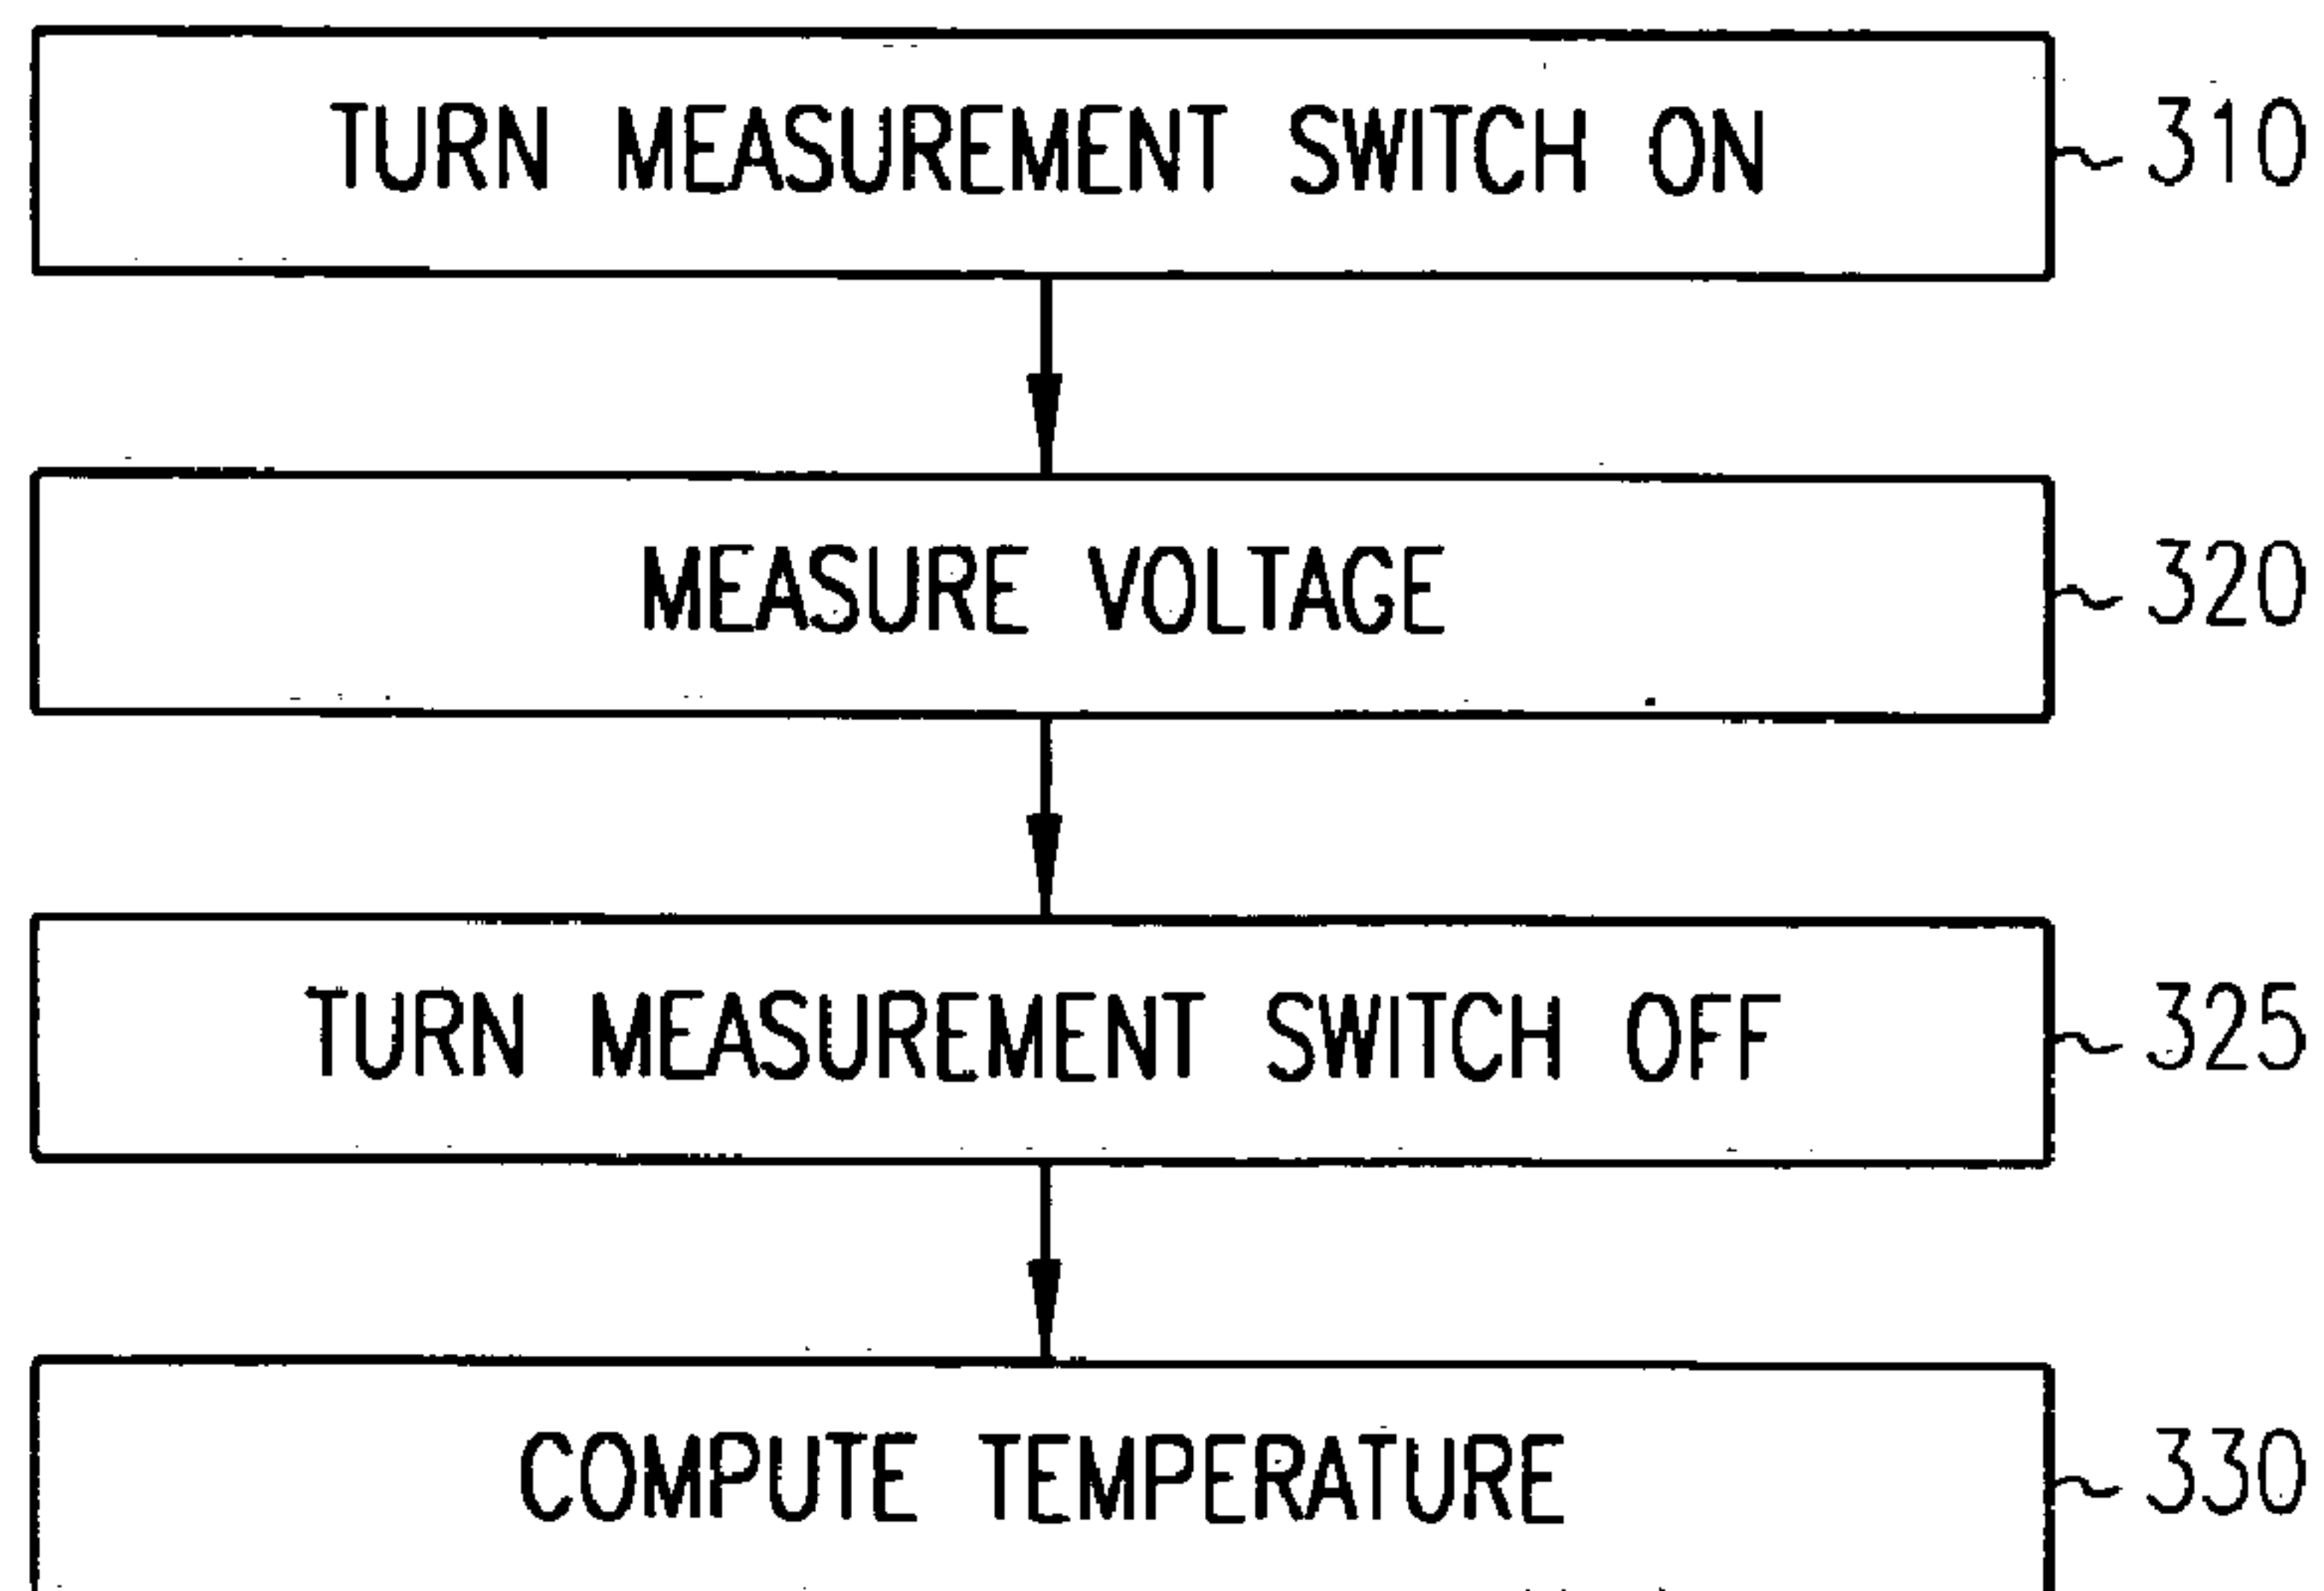 TURN MEASUREMENT SWITCH ON 310
MEASURE VOLTAGE 320
TURN MEASUREMENT SWITCH OFF 325
COMPUTE TEMPERATURE 330